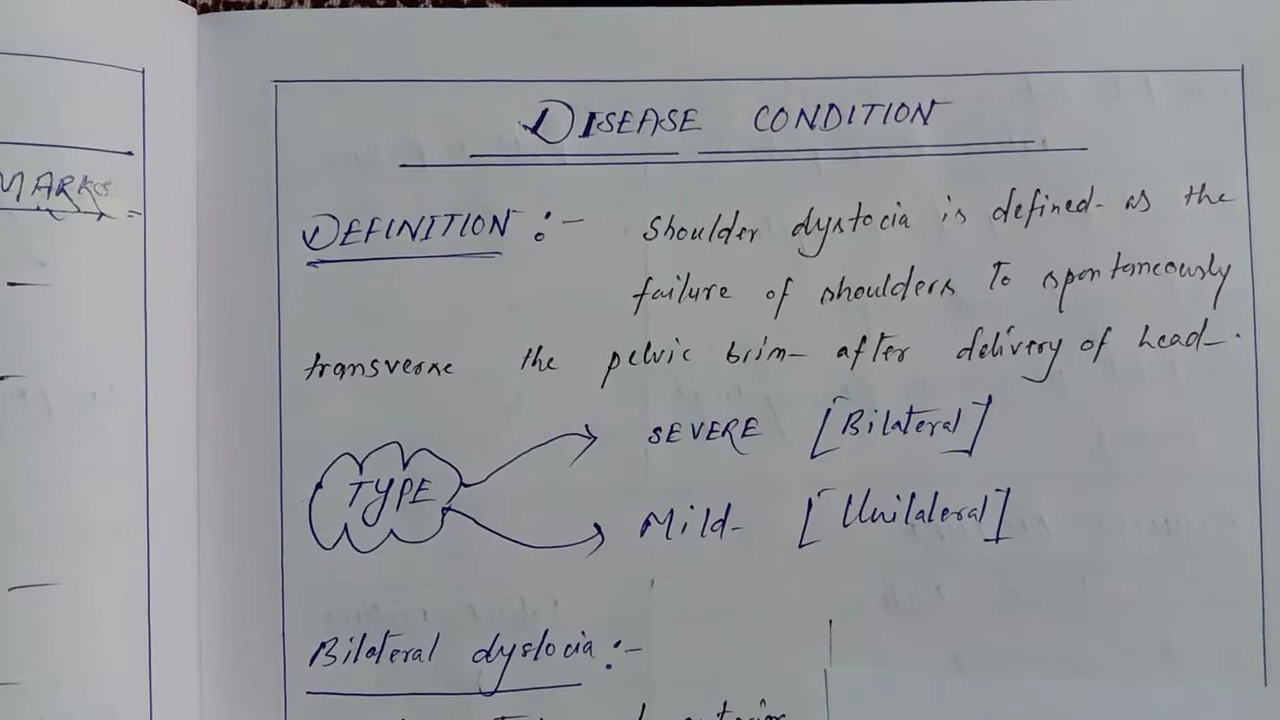 MARKS
DISEASE CONDITION
DEFINITION :- Shoulder dystocia is defined as the
failure of shoulders to spontaneously
transverse the pelvic brim after delivery of head.
TYPE
SEVERE [Bilateral]
Mild [Unilateral]
Bilateral dystocia :-